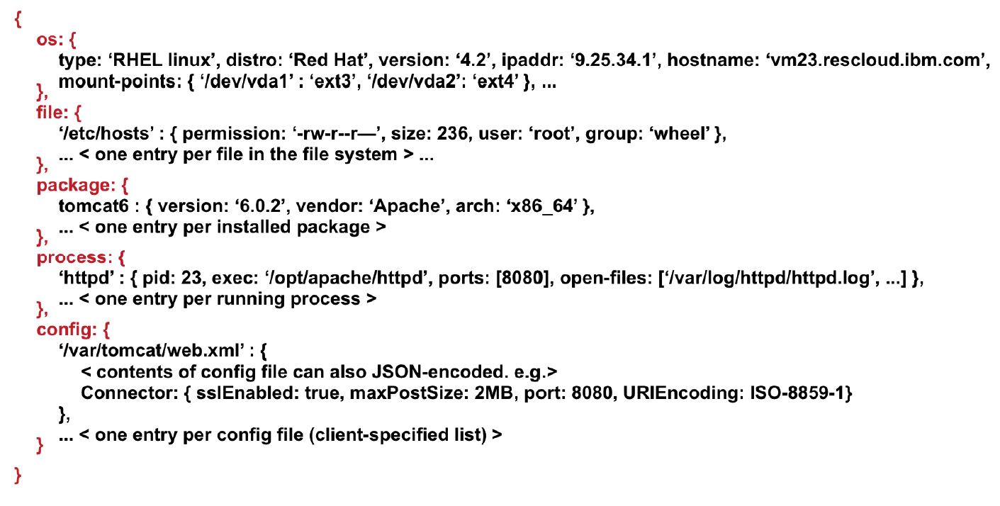 {
os: {
type: ‘RHEL linux’, distro: ‘Red Hat’, version: ‘4.2’, ipaddr: ‘9.25.34.1’, hostname: ‘vm23.rescloud.ibm.com’,
mount-points: { ‘/dev/vda1’ : ‘ext3’, ‘/dev/vda2’: ‘ext4’ }, ...
},
file: {
‘/etc/hosts’ : { permission: ‘-rw-r--r—’, size: 236, user: ‘root’, group: ‘wheel’ },
... < one entry per file in the file system > ...
},
package: {
tomcat6 : { version: ‘6.0.2’, vendor: ‘Apache’, arch: ‘x86_64’ },
... < one entry per installed package >
},
process: {
‘httpd’ : { pid: 23, exec: ‘/opt/apache/httpd’, ports: [8080], open-files: [‘/var/log/httpd/httpd.log’, ...] },
... < one entry per running process >
},
config: {
‘/var/tomcat/web.xml’ : {
< contents of config file can also JSON-encoded. e.g.>
Connector: { sslEnabled: true, maxPostSize: 2MB, port: 8080, URIEncoding: ISO-8859-1}
},
... < one entry per config file (client-specified list) >
}
}